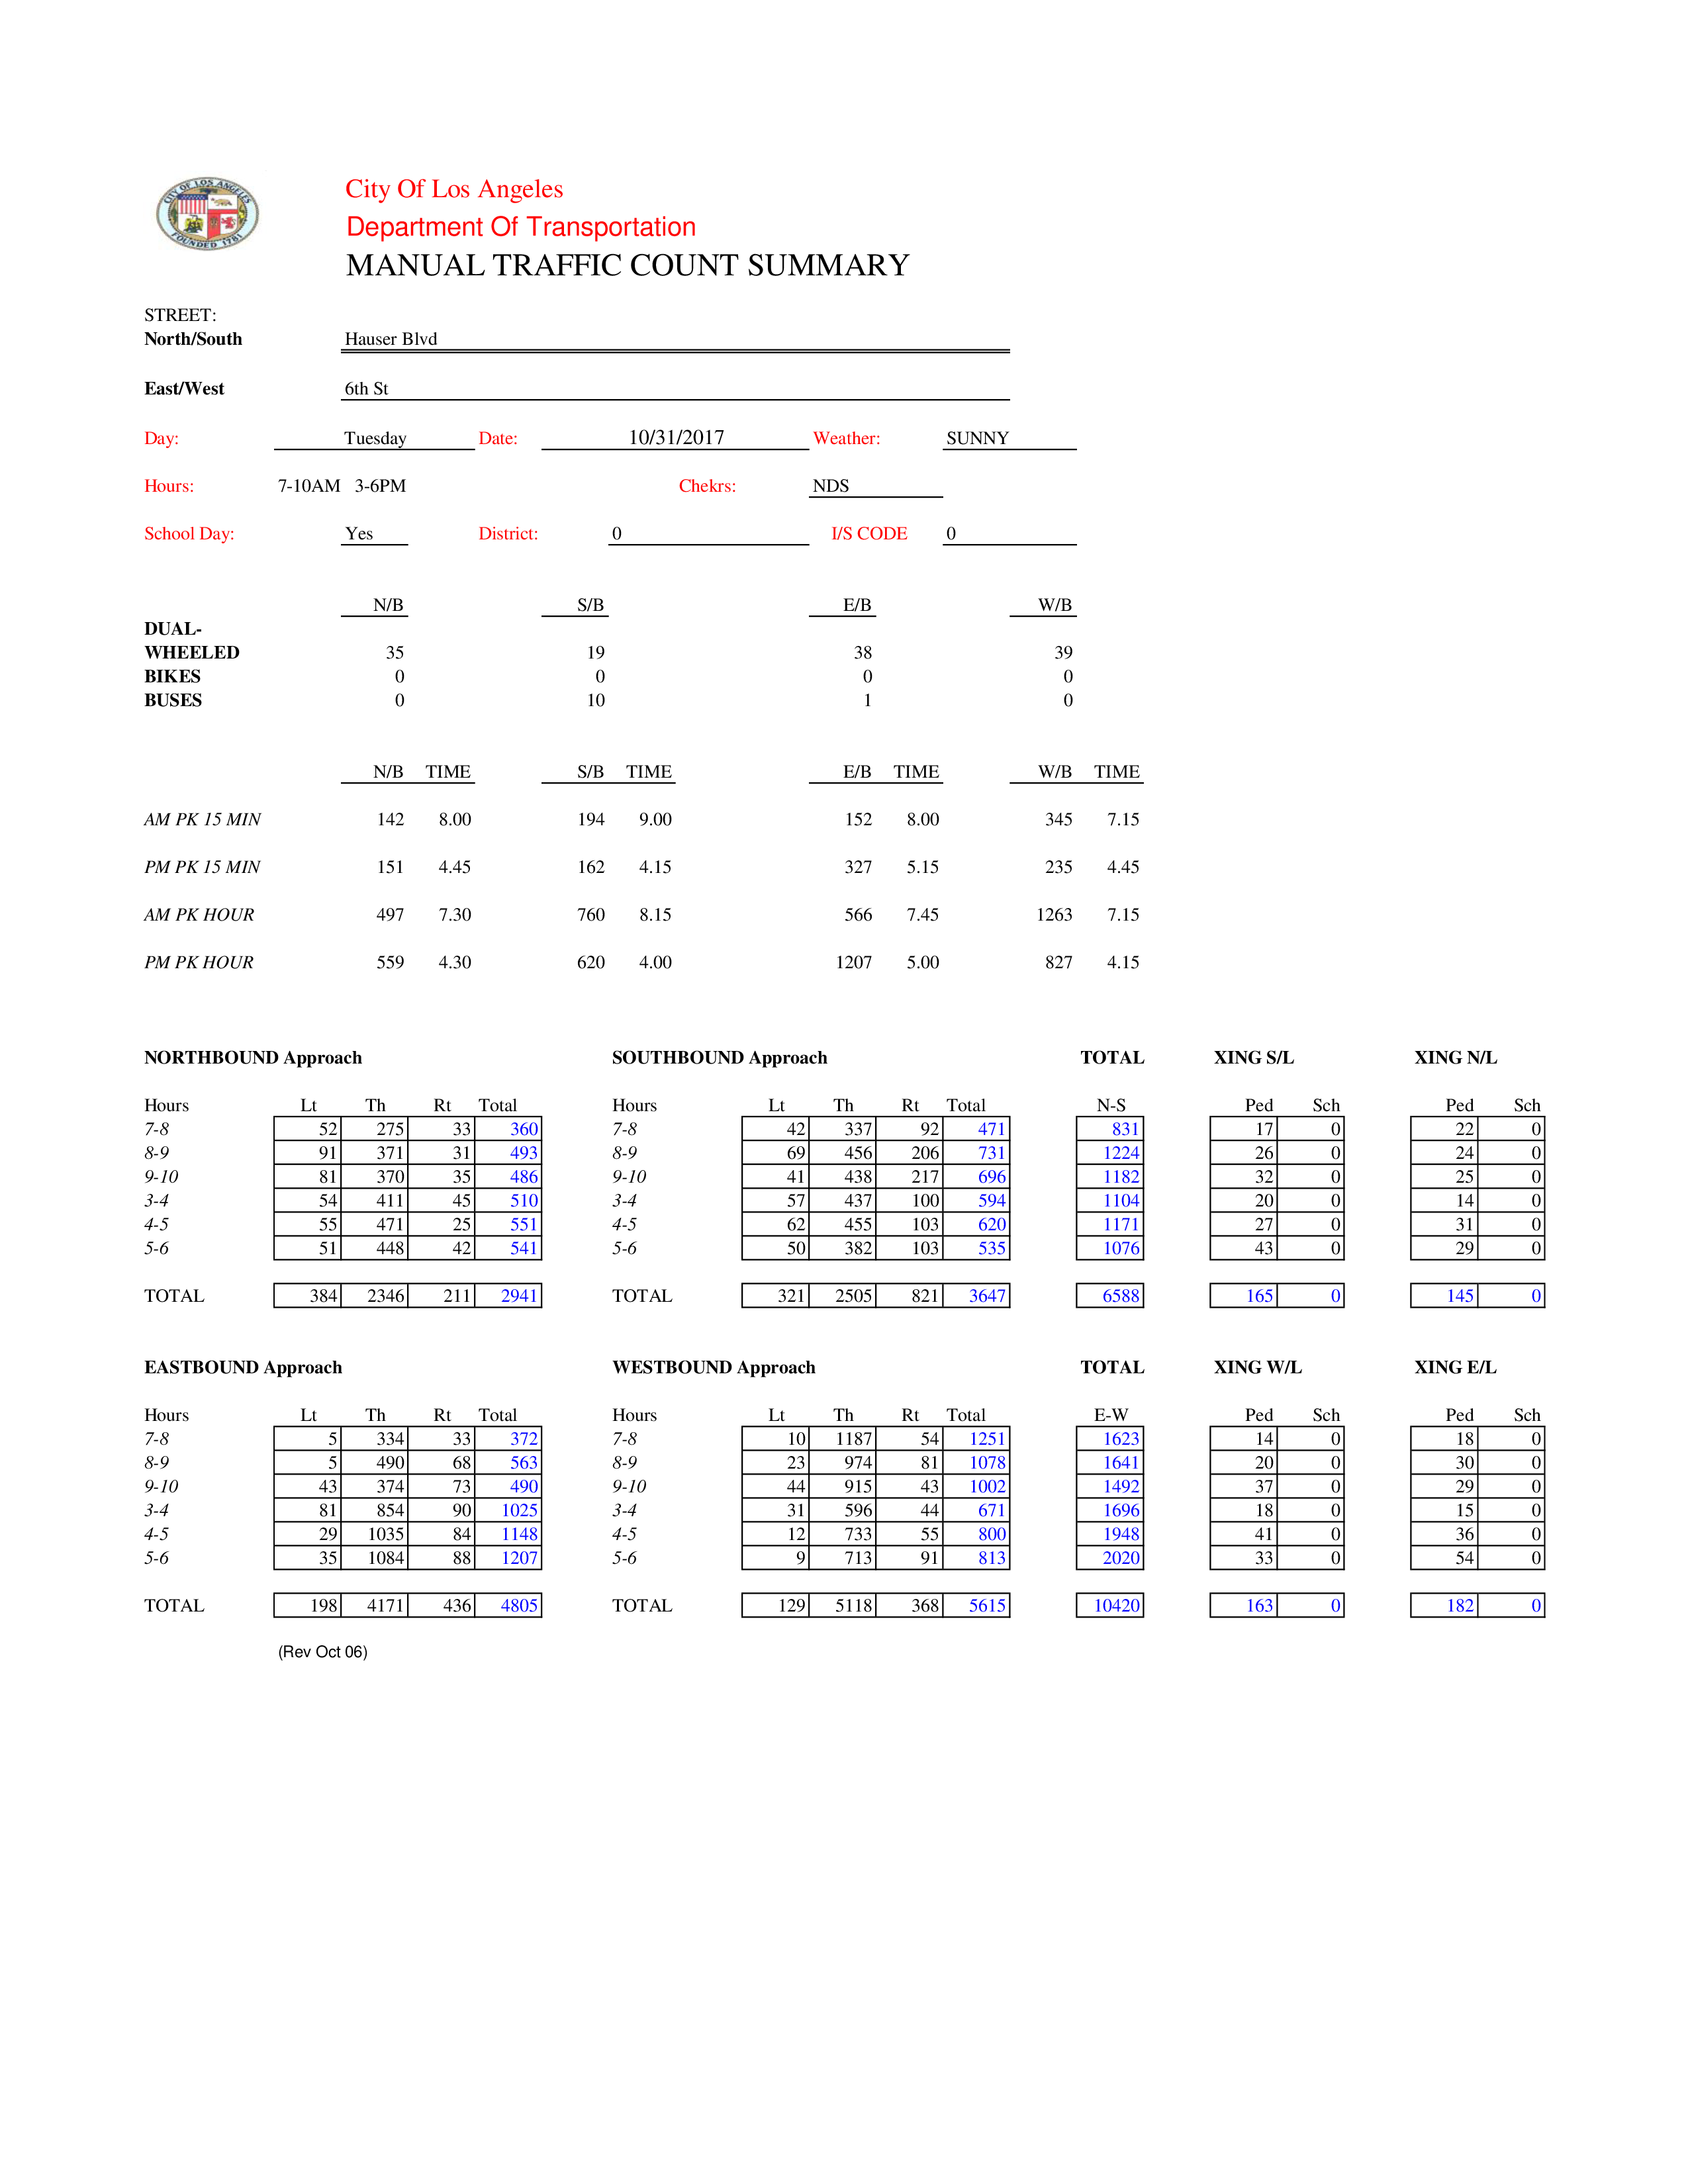 CITY OF LOS ANGELES
FOUNDED 1781
City Of Los Angeles
Department Of Transportation
MANUAL TRAFFIC COUNT SUMMARY
STREET:
North/South Hauser Blvd
East/West 6th St
Day: Tuesday Date: 10/31/2017 Weather: SUNNY
Hours: 7-10AM 3-6PM Chekrs: NDS
School Day: Yes District: 0 I/S CODE 0
N/B S/B E/B W/B
DUAL-
WHEELED 35 19 38 39
BIKES 0 0 0 0
BUSES 0 10 1 0
N/B TIME S/B TIME E/B TIME W/B TIME
AM PK 15 MIN 142 8.00 194 9.00 152 8.00 345 7.15
PM PK 15 MIN 151 4.45 162 4.15 327 5.15 235 4.45
AM PK HOUR 497 7.30 760 8.15 566 7.45 1263 7.15
PM PK HOUR 559 4.30 620 4.00 1207 5.00 827 4.15
NORTHBOUND Approach SOUTHBOUND Approach TOTAL XING S/L XING N/L
Hours Lt Th Rt Total Hours Lt Th Rt Total N-S Ped Sch Ped Sch
7-8 52 275 33 360 7-8 42 337 92 471 831 17 0 22 0
8-9 91 371 31 493 8-9 69 456 206 731 1224 26 0 24 0
9-10 81 370 35 486 9-10 41 438 217 696 1182 32 0 25 0
3-4 54 411 45 510 3-4 57 437 100 594 1104 20 0 14 0
4-5 55 471 25 551 4-5 62 455 103 620 1171 27 0 31 0
5-6 51 448 42 541 5-6 50 382 103 535 1076 43 0 29 0
TOTAL 384 2346 211 2941 TOTAL 321 2505 821 3647 6588 165 0 145 0
EASTBOUND Approach WESTBOUND Approach TOTAL XING W/L XING E/L
Hours Lt Th Rt Total Hours Lt Th Rt Total E-W Ped Sch Ped Sch
7-8 5 334 33 372 7-8 10 1187 54 1251 1623 14 0 18 0
8-9 5 490 68 563 8-9 23 974 81 1078 1641 20 0 30 0
9-10 43 374 73 490 9-10 44 915 43 1002 1492 37 0 29 0
3-4 81 854 90 1025 3-4 31 596 44 671 1696 18 0 15 0
4-5 29 1035 84 1148 4-5 12 733 55 800 1948 41 0 36 0
5-6 35 1084 88 1207 5-6 9 713 91 813 2020 33 0 54 0
TOTAL 198 4171 436 4805 TOTAL 129 5118 368 5615 10420 163 0 182 0
(Rev Oct 06)